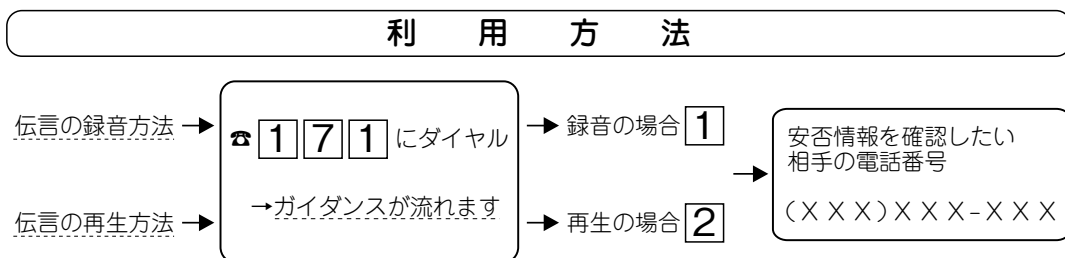 利用方法
伝言の録音方法→
☎171にダイヤル
→録音の場合1
安否情報を確認したい
相手の電話番号
→ガイダンスが流れます
伝言の再生方法→
→再生の場合2
(XXX)XXX-XXX